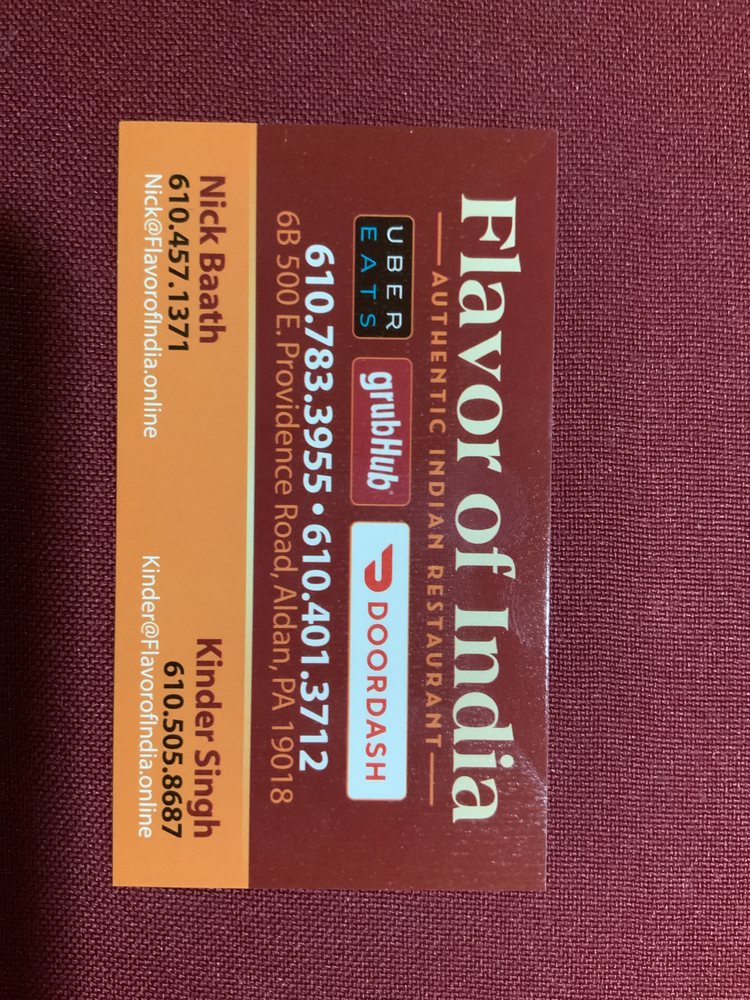 Flavor of India
AUTHENTIC INDIAN RESTAURANT
UBER
EATS
grubHub
DOORDASH
610.783.3955 • 610.401.3712
6B 500 E. Providence Road, Aldan, PA 19018
Nick Baath
610.457.1371
Nick@FlavorofIndia.online
Kinder Singh
610.505.8687
Kinder@FlavorofIndia.online